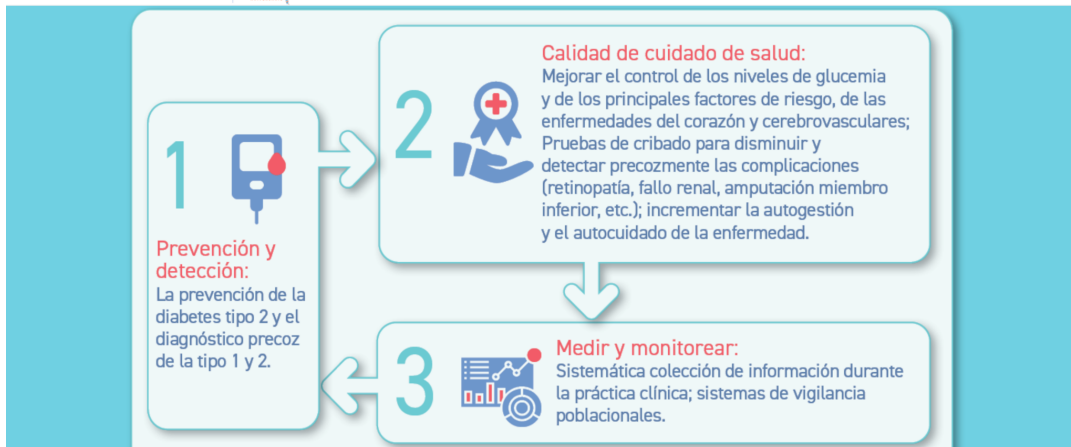 1
Prevención y
detección:
La prevención de la
diabetes tipo 2 y el
diagnóstico precoz
de la tipo 1 y 2.
2
Calidad de cuidado de salud:
Mejorar el control de los niveles de glucemia
y de los principales factores de riesgo, de las
enfermedades del corazón y cerebrovasculares;
Pruebas de cribado para disminuir y
detectar precozmente las complicaciones
(retinopatía, fallo renal, amputación miembro
inferior, etc.); incrementar la autogestión
y el autocuidado de la enfermedad.
3
Medir y monitorear:
Sistemática colección de información durante
la práctica clínica; sistemas de vigilancia
poblacionales.